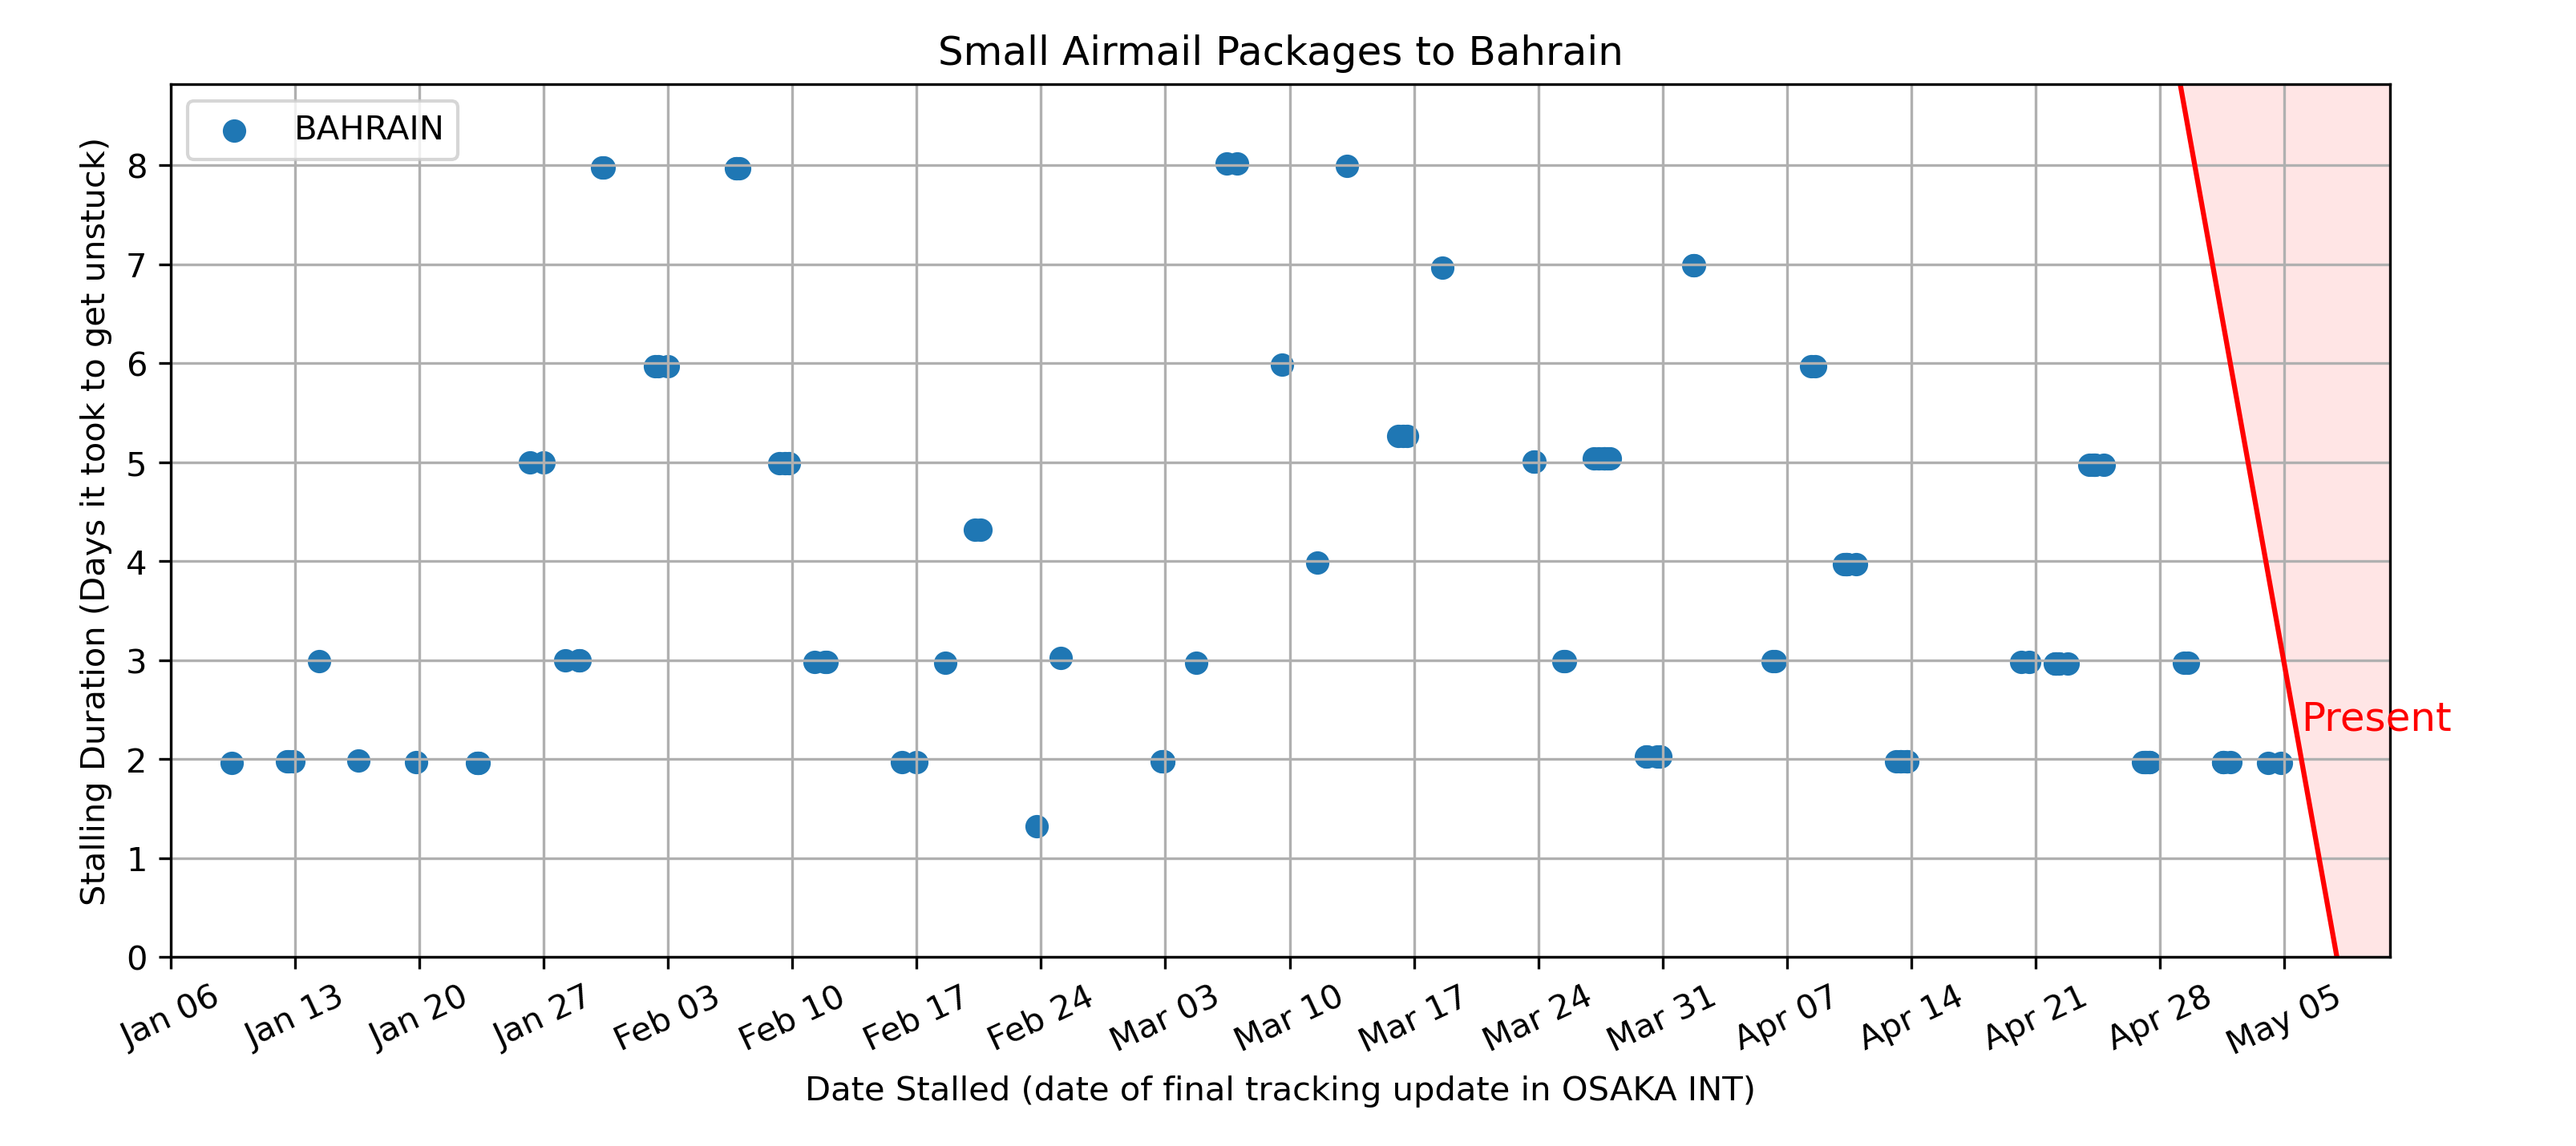 Small Airmail Packages to Bahrain
BAHRAIN
Stalling Duration (Days it took to get unstuck)
8
7
6
5
4
3
2
1
0
Present
Jan 06
Jan 13
Jan 20
Jan 27
Feb 03
Feb 10
Feb 17
Feb 24
Mar 03
Mar 10
Mar 17
Mar 24
Mar 31
Apr 07
Apr 14
Apr 21
Apr 28
May 05
Date Stalled (date of final tracking update in OSAKA INT)